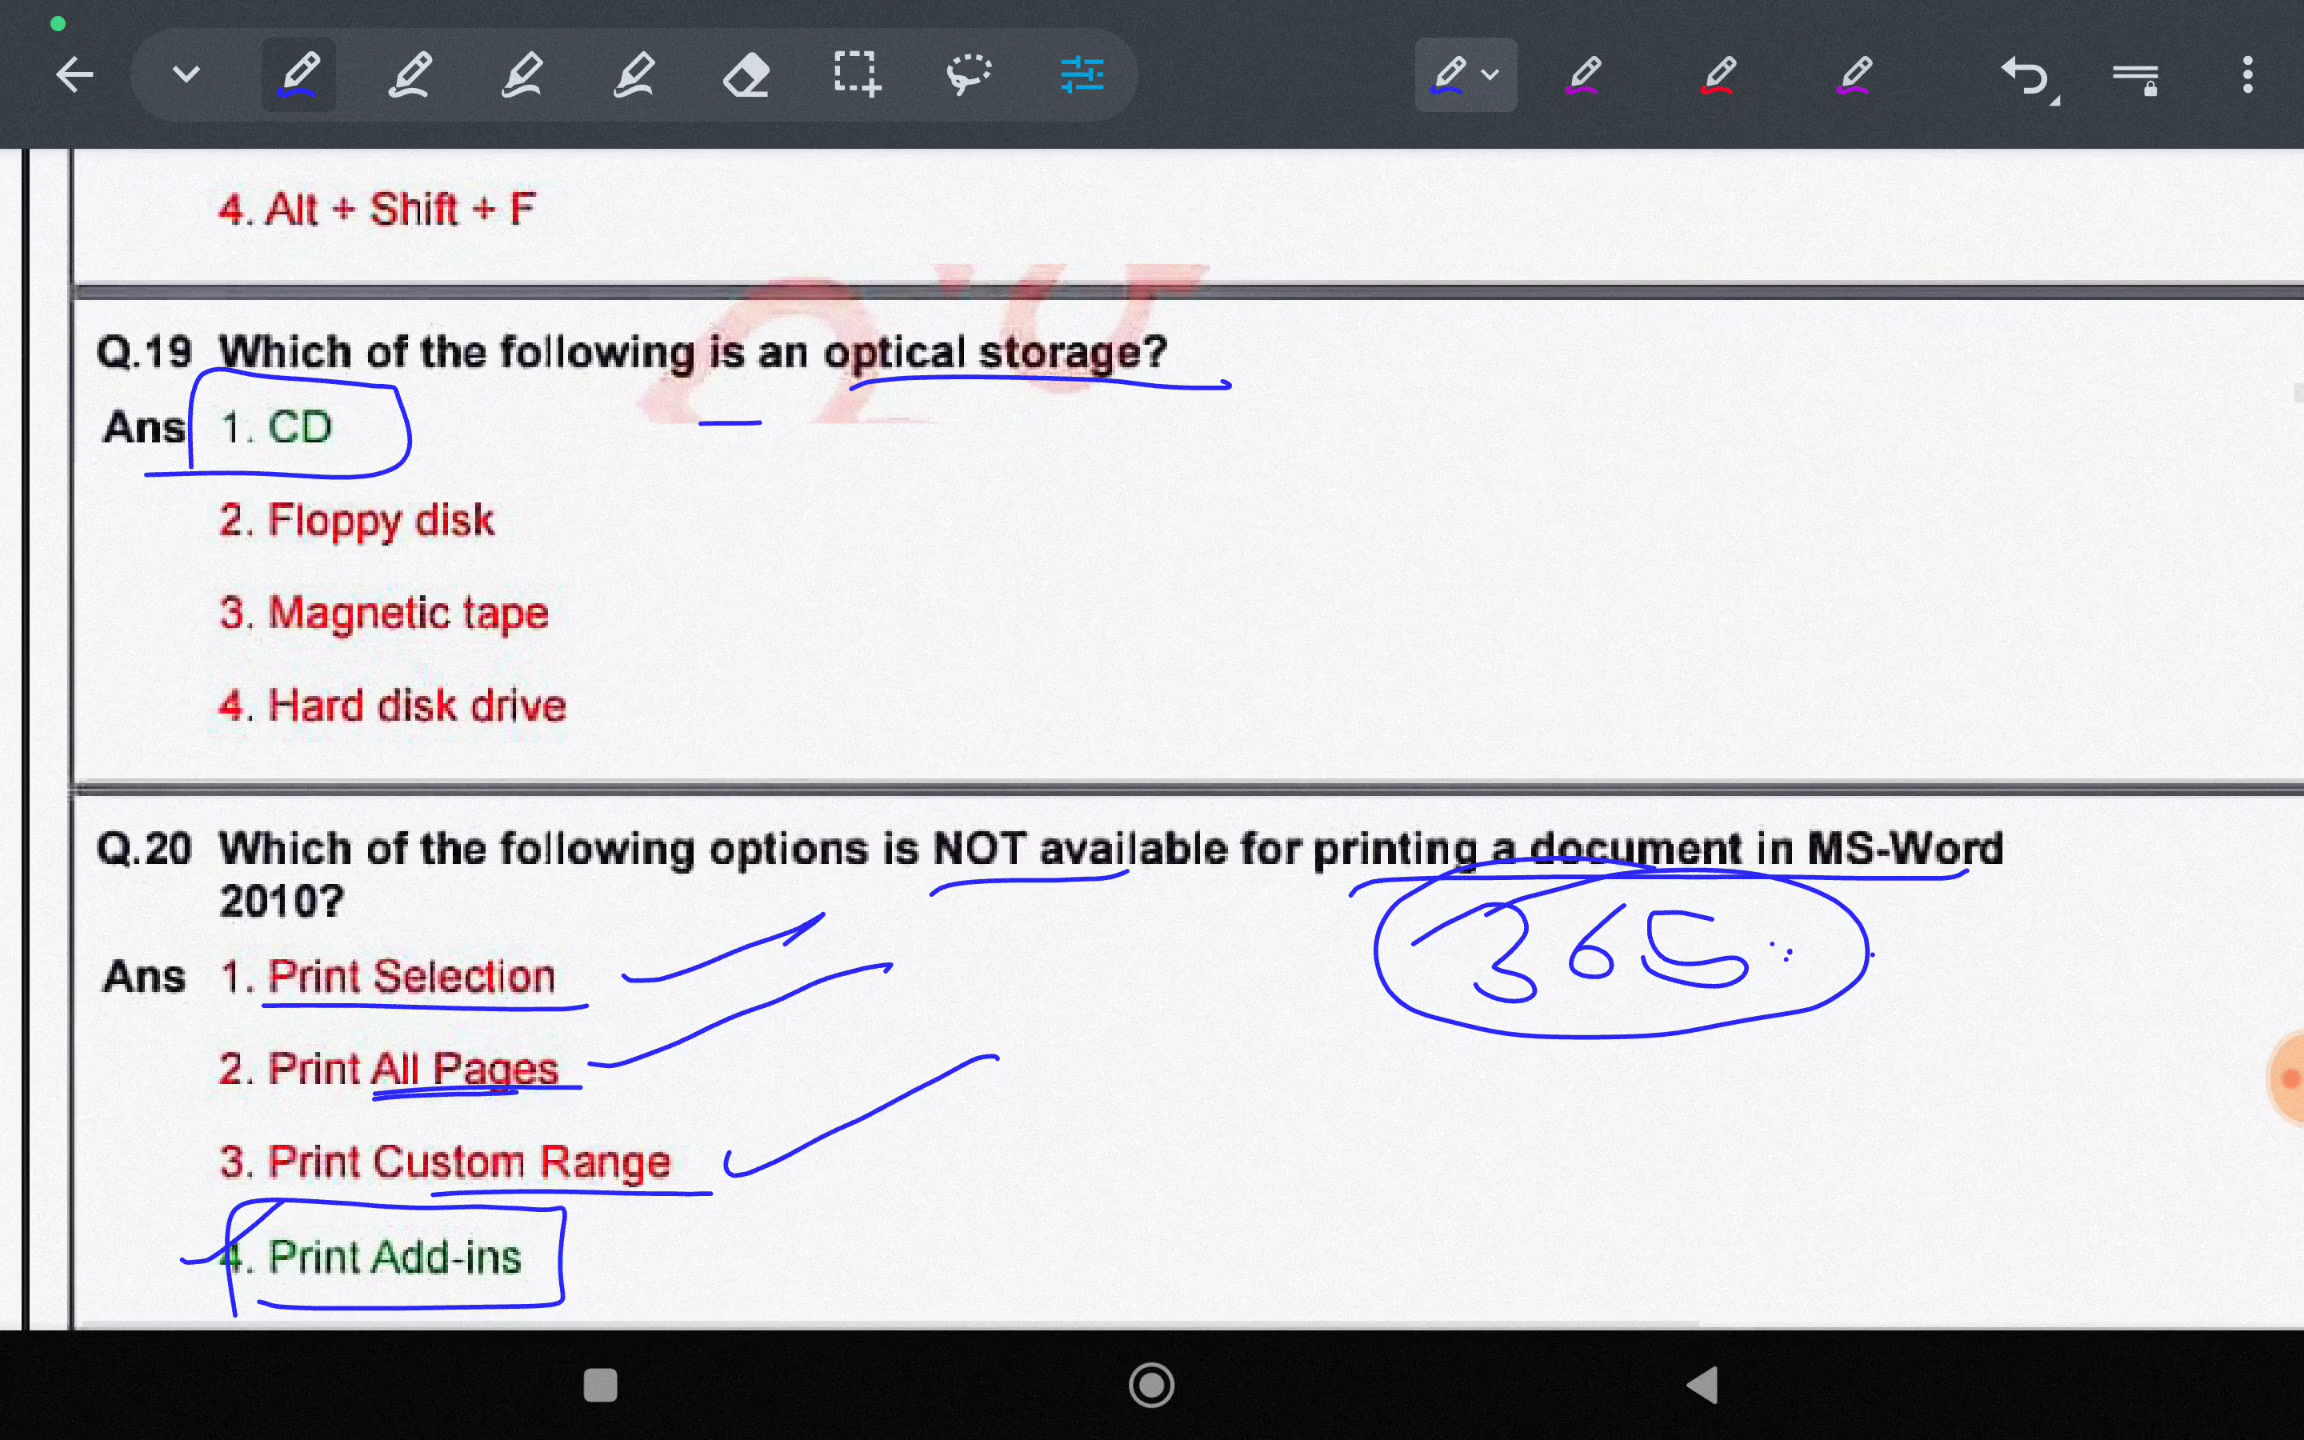 4. Alt + Shift + F
Q.19 Which of the following is an optical storage?
Ans 1. CD
2. Floppy disk
3. Magnetic tape
4. Hard disk drive
Q.20 Which of the following options is NOT available for printing a document in MS-Word
2010?
365
Ans 1. Print Selection
2. Print All Pages
3. Print Custom Range
4. Print Add-ins